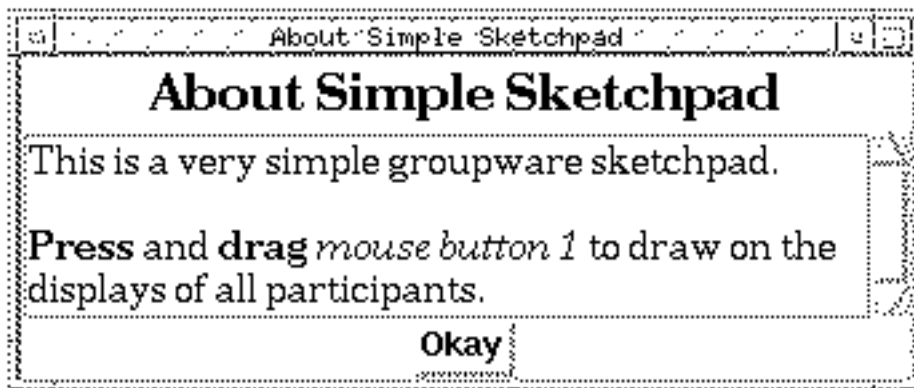 About Simple Sketchpad
About Simple Sketchpad
This is a very simple groupware sketchpad.
Press and drag mouse button 1 to draw on the
displays of all participants.
Okay